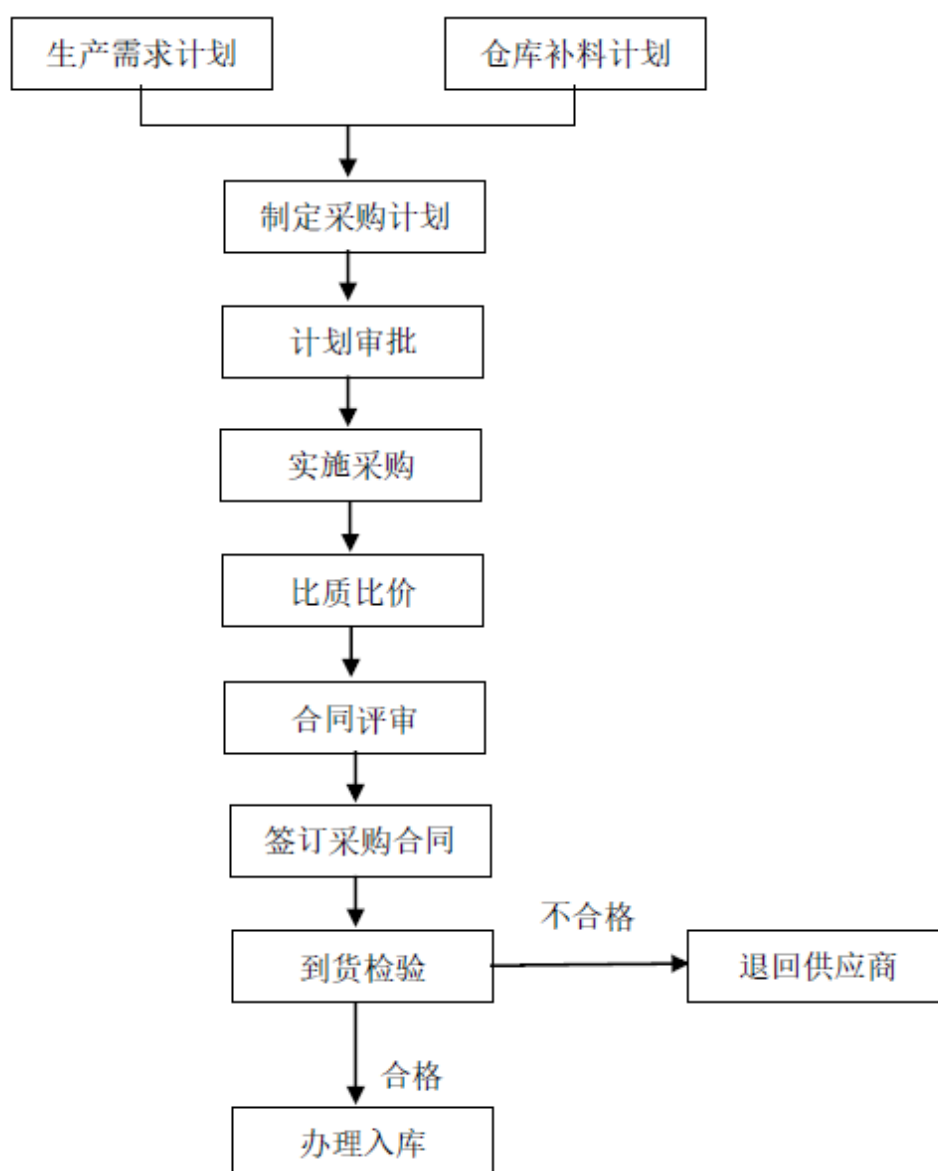 生产需求计划
仓库补料计划
制定采购计划
计划审批
实施采购
比质比价
合同评审
签订采购合同
不合格
到货检验
退回供应商
合格
办理入库